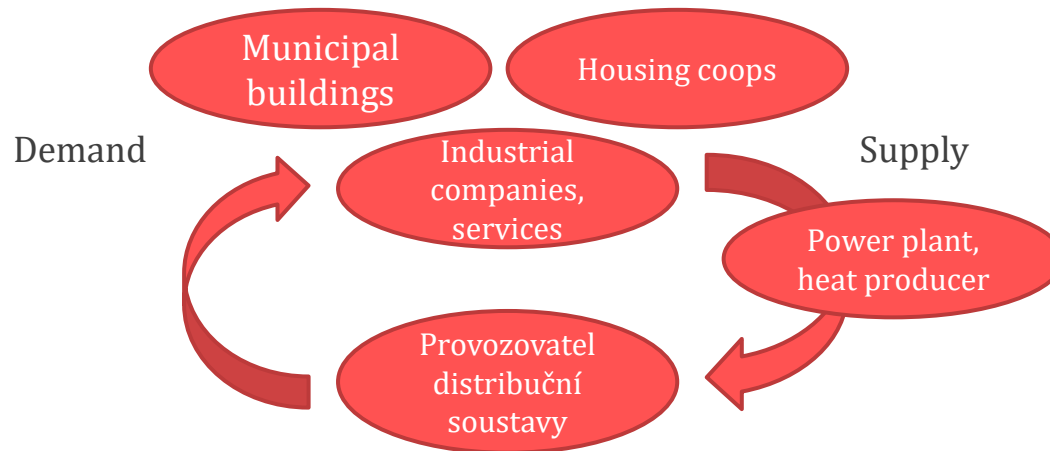 Municipal
buildings
Housing coops
Demand
Industrial
companies,
services
Supply
Power plant,
heat producer
Provozovatel
distribuční
soustavy